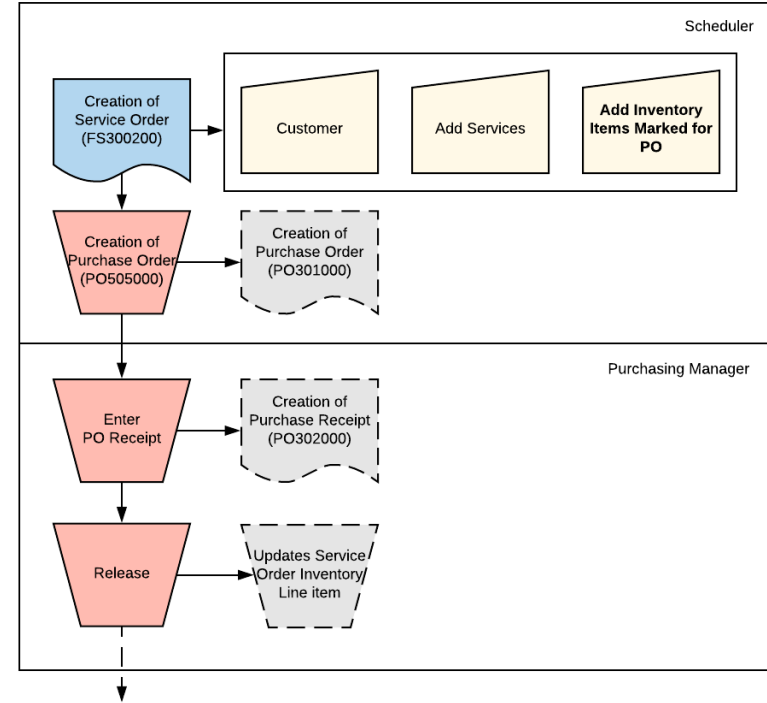 Scheduler
Creation of
Service Order
(FS300200)
Customer
Add Services
Add Inventory
Items Marked for
PO
Creation of
Purchase Order
(PO505000)
Creation of
Purchase Order
(PO301000)
Purchasing Manager
Enter
PO Receipt
Creation of
Purchase Receipt
(PO302000)
Release
Updates Service
Order Inventory
Line item